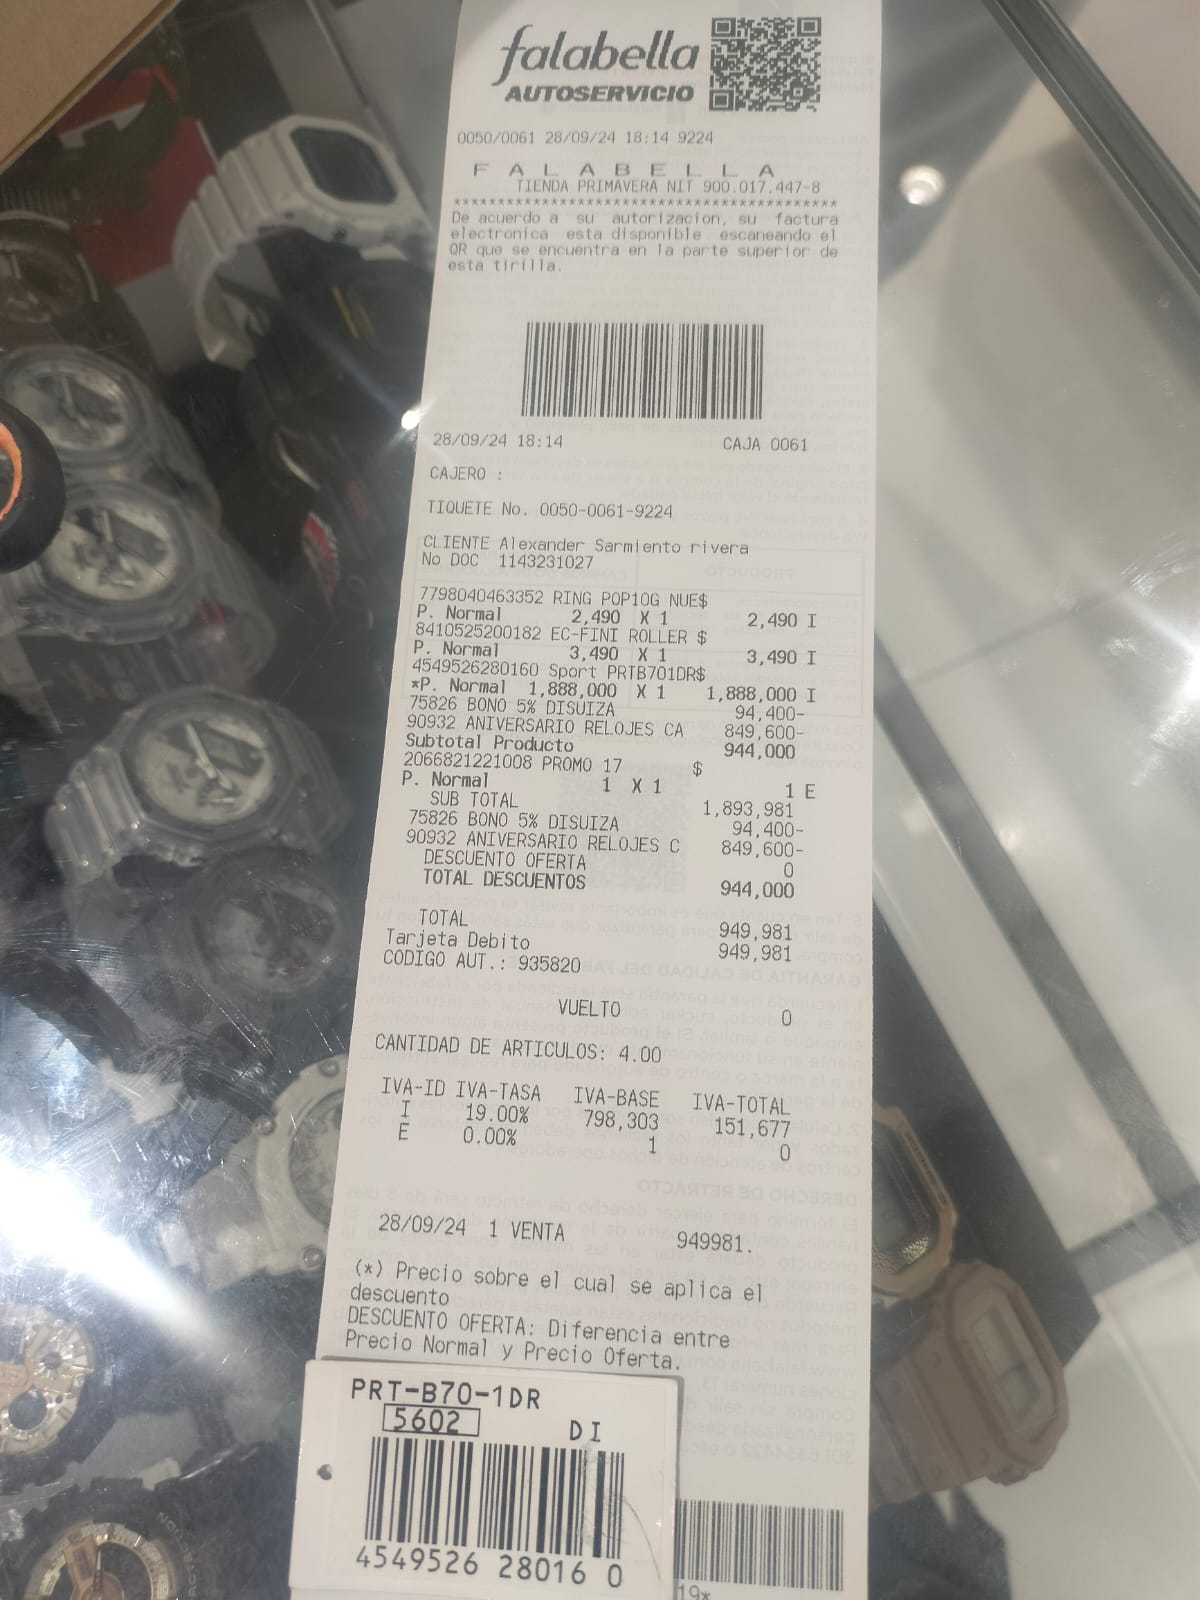 falabella
AUTOSERVICIO
0050/0061 28/09/24 18:14 9224
F A L A B E L L A
TIENDA PRIMAVERA NIT 900.017.447-8
******************************************
De acuerdo a su autorizacion, su factura
electronica esta disponible escaneando el
QR que se encuentra en la parte superior de
esta tirilla.
28/09/24 18:14 CAJA 0061
CAJERO :
TIQUETE No. 0050-0061-9224
CLIENTE Alexander Sarmiento rivera
No DOC 1143231027
7798040463352 RING POP10G NUE$
P. Normal 2,490 X 1 2,490 I
8410525200182 EC-FINI ROLLER $
P. Normal 3,490 X 1 3,490 I
4549526280160 Sport PRTB701DR$
*P. Normal 1,888,000 X 1 1,888,000 I
75826 BONO 5% DISUIZA 94,400-
90932 ANIVERSARIO RELOJES CA 849,600-
Subtotal Producto 944,000
2066821221008 PROMO 17 $
P. Normal 1 X 1 1 E
SUB TOTAL 1,893,981
75826 BONO 5% DISUIZA 94,400-
90932 ANIVERSARIO RELOJES C 849,600-
DESCUENTO OFERTA 0
TOTAL DESCUENTOS 944,000
TOTAL 949,981
Tarjeta Debito 949,981
CODIGO AUT.: 935820
VUELTO 0
CANTIDAD DE ARTICULOS: 4.00
IVA-ID IVA-TASA IVA-BASE IVA-TOTAL
I 19.00% 798,303 151,677
E 0.00% 1 0
28/09/24 1 VENTA 949981.
(*) Precio sobre el cual se aplica el
descuento
DESCUENTO OFERTA: Diferencia entre
Precio Normal y Precio Oferta.
PRT-B70-1DR
5602
DI
4549526 28016 0
19*